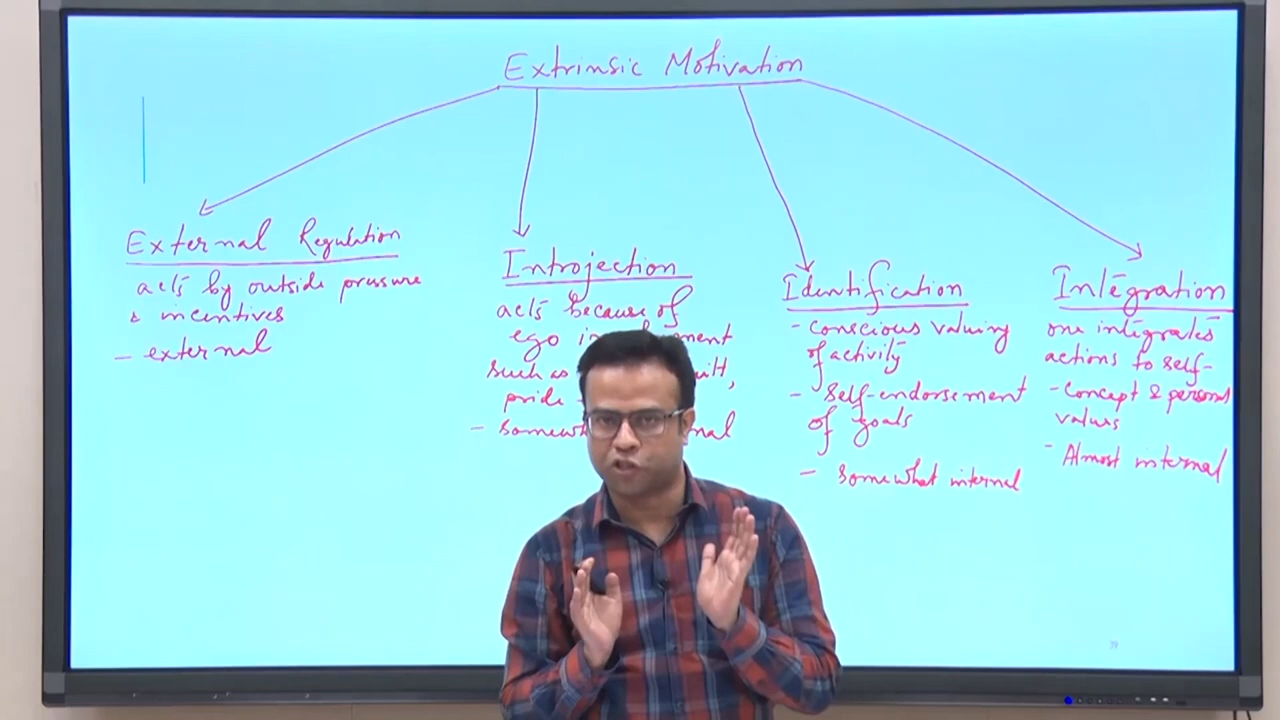 Extrinsic Motivation
External Regulation
acts by outside pressure
& incentives
- external
Introjection
acts because of
ego
such as
pride
-
Identification
- conscious valuing
of activity
- self-endorsement
of goals
- somewhat internal
Integration
one integrates
actions to self-
- concept & personal
values
- Almost internal
39